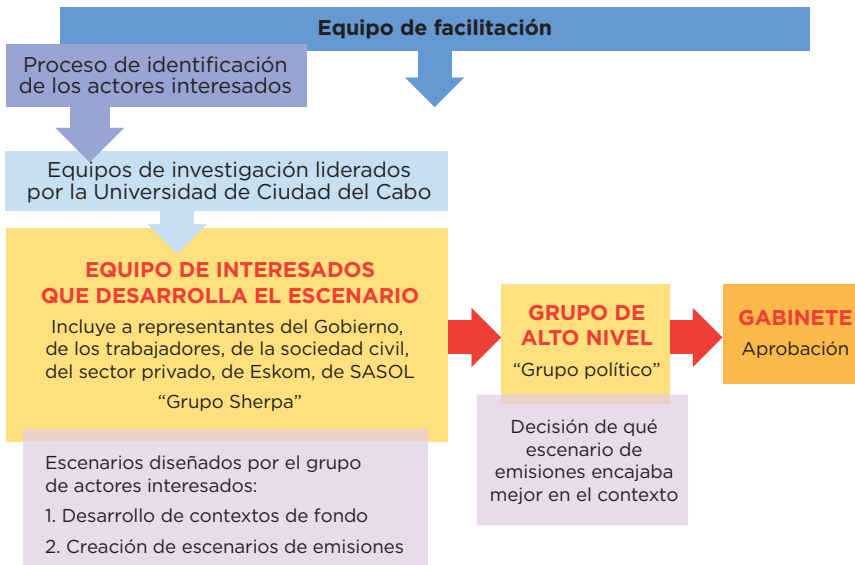 Equipo de facilitación
Proceso de identificación
de los actores interesados
Equipos de investigación liderados
por la Universidad de Ciudad del Cabo
EQUIPO DE INTERESADOS
QUE DESARROLLA EL ESCENARIO
Incluye a representantes del Gobierno,
de los trabajadores, de la sociedad civil,
del sector privado, de Eskom, de SASOL
“Grupo Sherpa”
Escenarios diseñados por el grupo
de actores interesados:
1. Desarrollo de contextos de fondo
2. Creación de escenarios de emisiones
GRUPO DE
ALTO NIVEL
“Grupo político”
Decisión de qué
escenario de
emisiones encajaba
mejor en el contexto
GABINETE
Aprobación